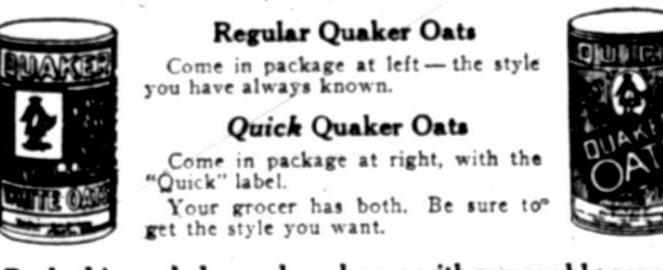 Regular Quaker Oats
Come in package at left — the style
you have always known.
Quick Quaker Oats
Come in package at right, with the
"Quick" label.
Your grocer has both. Be sure to
get the style you want.
QUAKER
WHITE OATS
QUICK
QUAKER
OAT